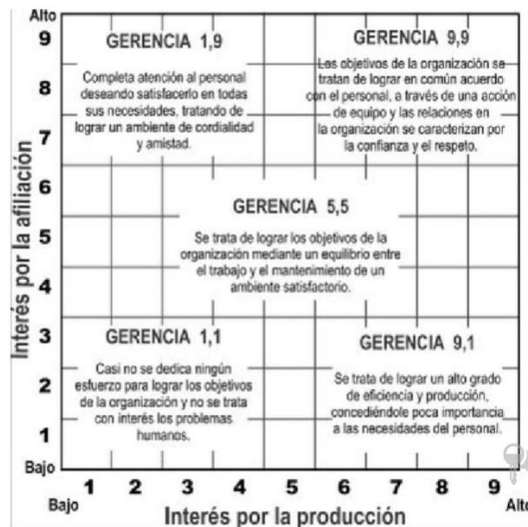 Alto
9
8
7
6
5
4
3
2
1
Bajo
Interés por la afiliación
GERENCIA 1,9
Completa atención al personal
deseando satisfacerlo en todas
sus necesidades, tratando de
lograr un ambiente de cordialidad
y amistad.
GERENCIA 9,9
Los objetivos de la organización se
tratan de lograr en común acuerdo
con el personal, a través de una acción
de equipo y las relaciones en
la organización se caracterizan por
la confianza y el respeto.
GERENCIA 5,5
Se trata de lograr los objetivos de la
organización mediante un equilibrio entre
el trabajo y el mantenimiento de un
ambiente satisfactorio.
GERENCIA 1,1
Casi no se dedica ningún
esfuerzo para lograr los objetivos
de la organización y no se trata
con interés los problemas
humanos.
GERENCIA 9,1
Se trata de lograr un alto grado
de eficiencia y producción,
concediéndole poca importancia
a las necesidades del personal.
1 2 3 4 5 6 7 8 9
Bajo
Alto
Interés por la producción